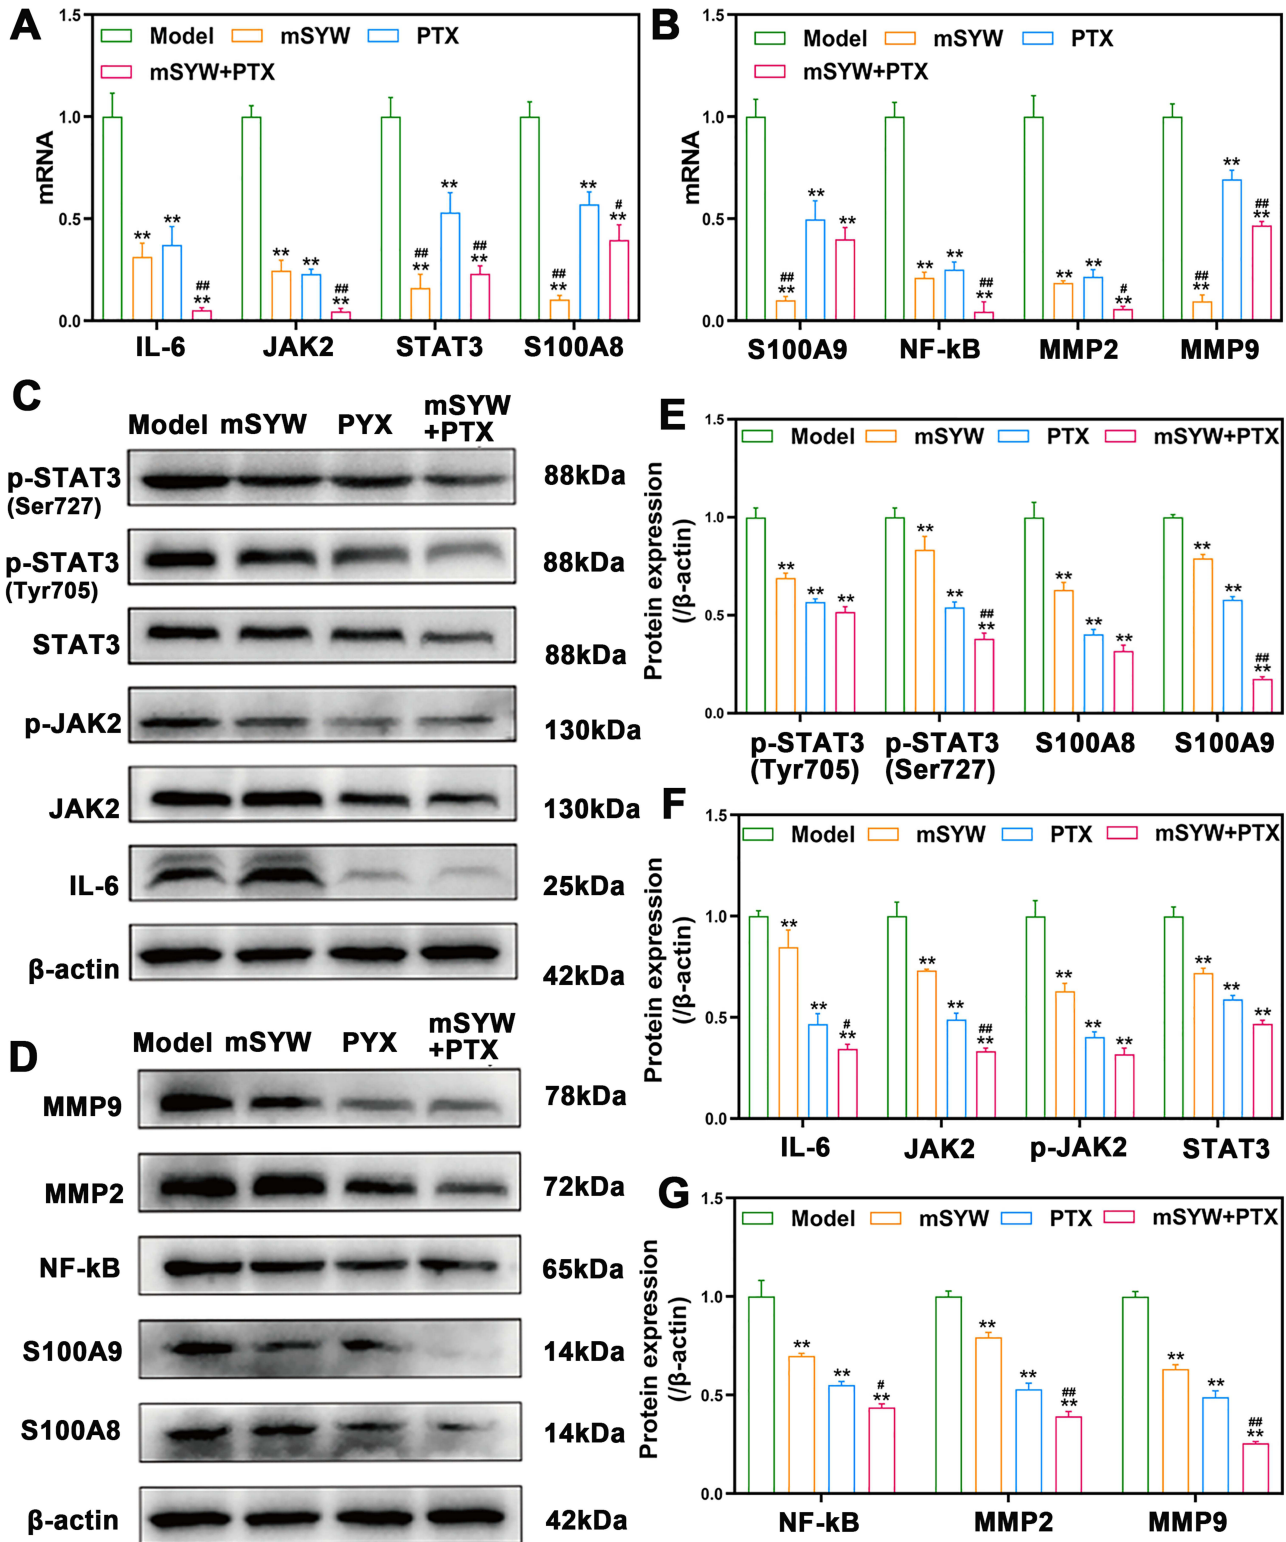 A
1.5
Model mSYW PTX
mSYW+PTX
1.0
mRNA
0.5
0.0
** ** ## **
** ** ## **
## ** ** ## **
## ** ** # **
IL-6 JAK2 STAT3 S100A8
B
1.5
Model mSYW PTX
mSYW+PTX
1.0
mRNA
0.5
0.0
## ** ** **
** ** ## **
** ** # **
## ** ** ## **
S100A9 NF-kB MMP2 MMP9
C
Model mSYW PYX mSYW
+PTX
p-STAT3 88kDa
(Ser727)
p-STAT3 88kDa
(Tyr705)
STAT3 88kDa
p-JAK2 130kDa
JAK2 130kDa
IL-6 25kDa
β-actin 42kDa
D
Model mSYW PYX mSYW
+PTX
MMP9 78kDa
MMP2 72kDa
NF-kB 65kDa
S100A9 14kDa
S100A8 14kDa
β-actin 42kDa
E
1.5
Model mSYW PTX mSYW+PTX
1.0
Protein expression
(/β-actin)
0.5
0.0
** ** **
** ** ## **
** ** **
** ** ## **
p-STAT3 p-STAT3 S100A8 S100A9
(Tyr705) (Ser727)
F
1.5
Model mSYW PTX mSYW+PTX
1.0
Protein expression
(/β-actin)
0.5
0.0
** ** # **
** ** ## **
** ** **
** ** **
IL-6 JAK2 p-JAK2 STAT3
G
1.5
Model mSYW PTX mSYW+PTX
1.0
Protein expression
(/β-actin)
0.5
0.0
** ** # **
** ** ## **
** ** ## **
NF-kB MMP2 MMP9